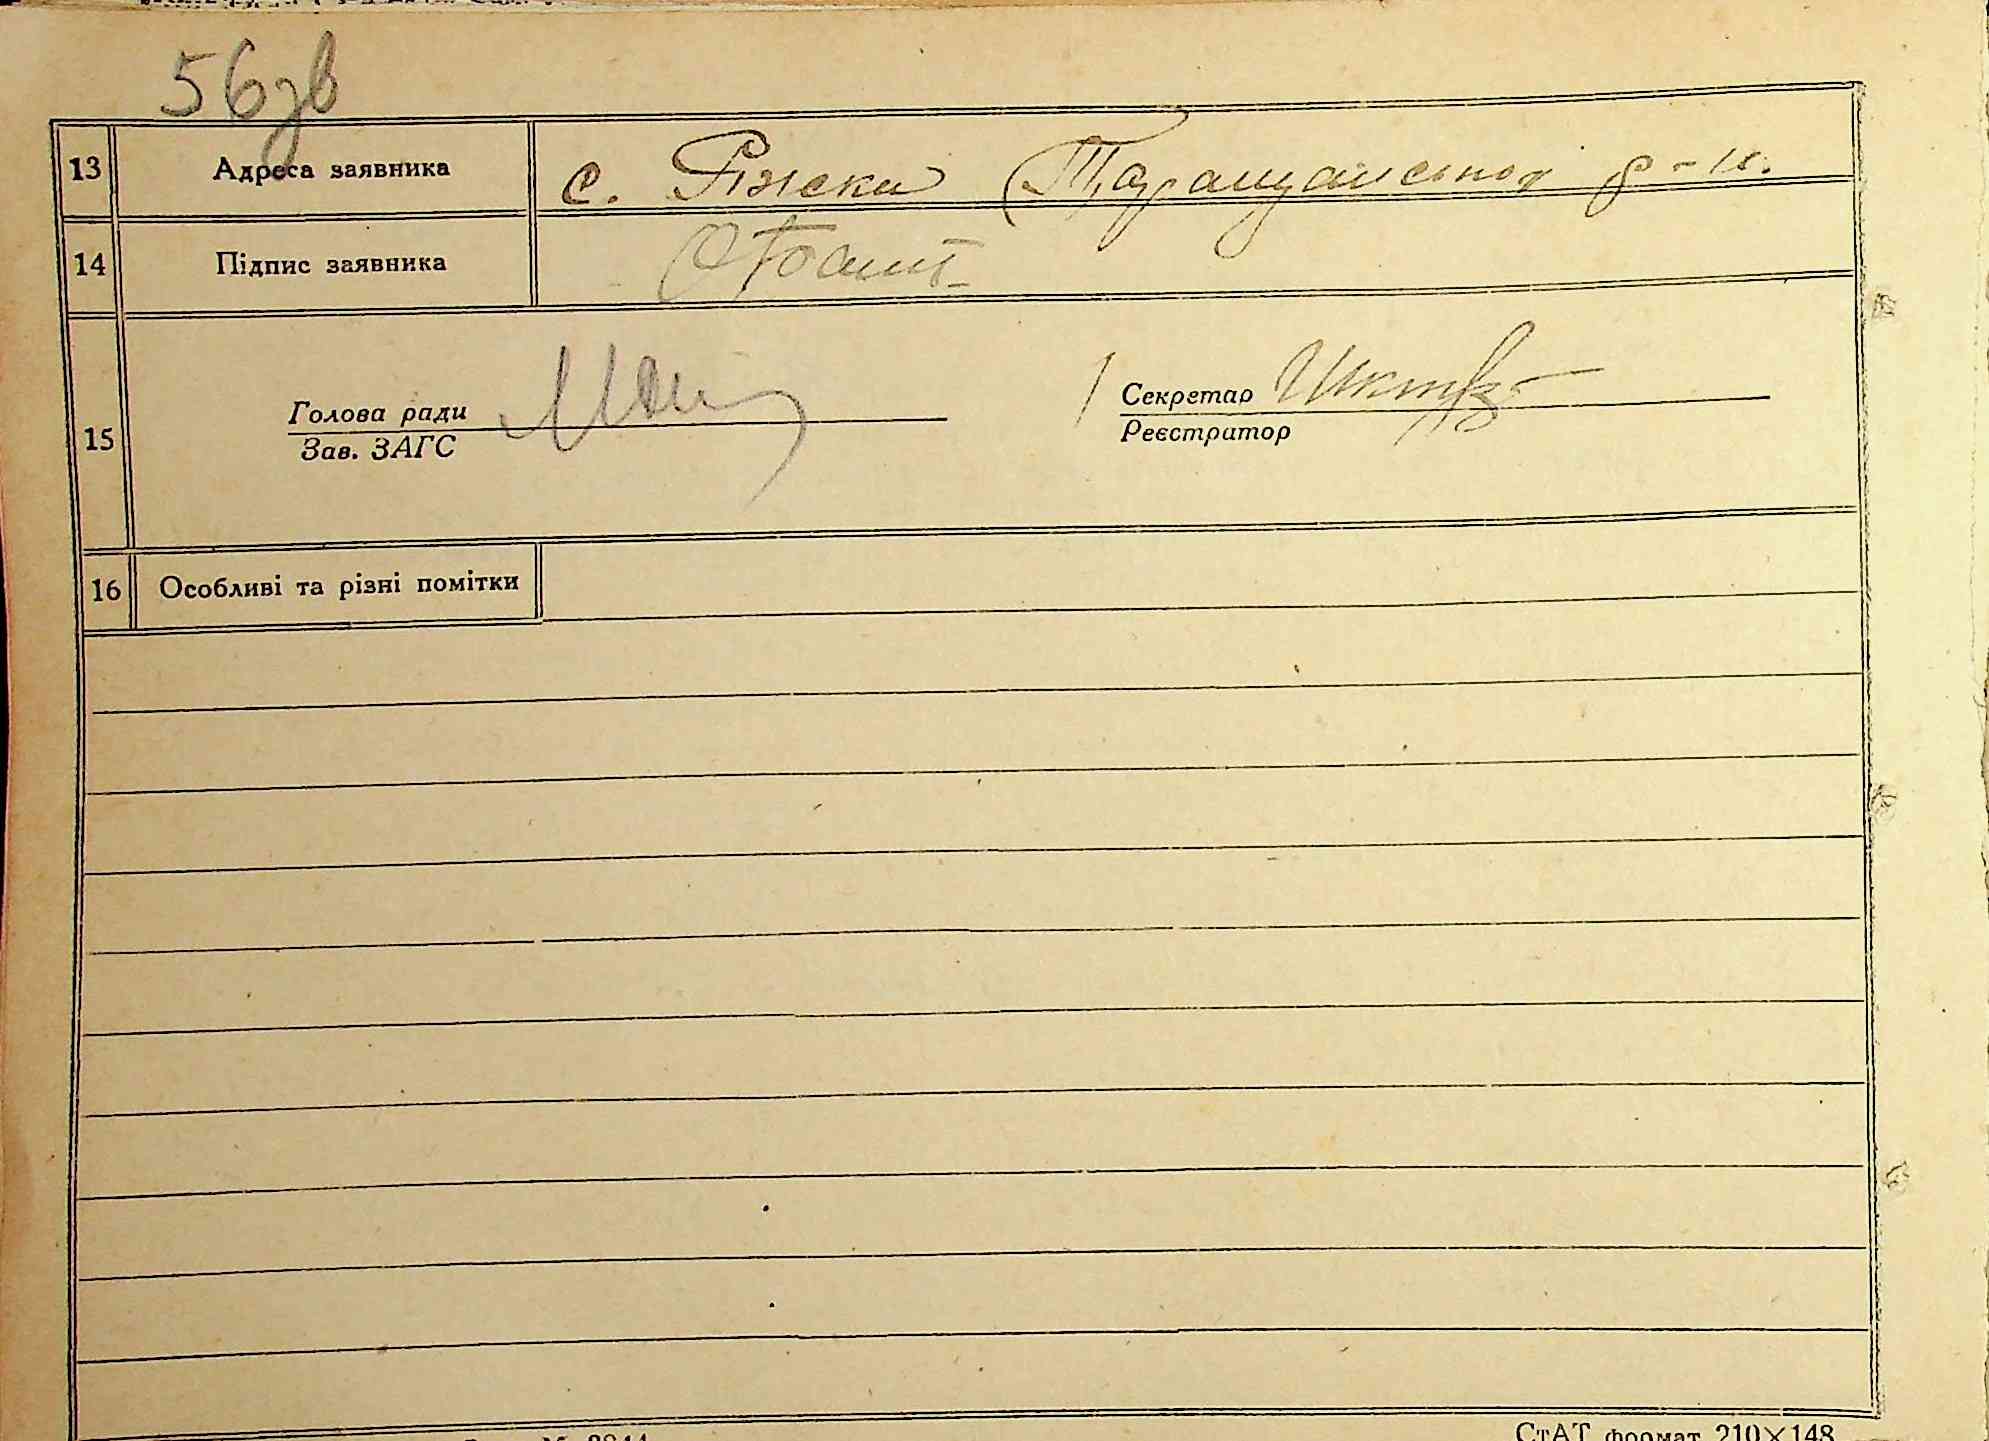 56зв
13 Адреса заявника с. Ріжки Таращанског р-н.
14 Підпис заявника
15 Голова ради Секретар
Зав. ЗАГС Реєстратор
16 Особливі та різні помітки
СтАТ формат 210×148